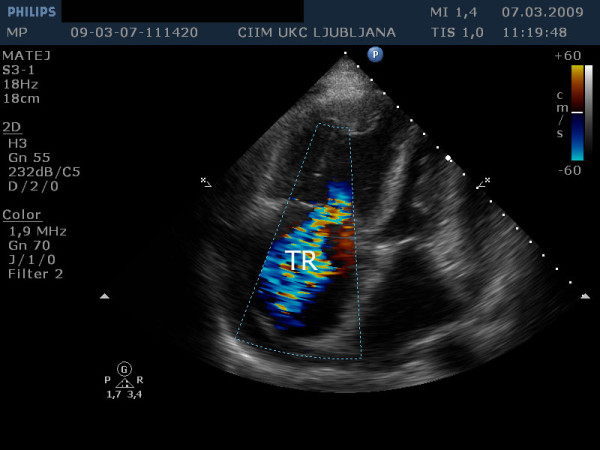 PHILIPS MI 1,4 07.03.2009
MP 09-03-07-111420 CIIM UKC LJUBLJANA TIS 1,0 11:19:48
MATEJ
S3-1
18Hz
18cm
2D
H3
Gn 55
232dB/C5
D/2/0
Color
1,9 MHz
Gn 70
J/1/0
Filter 2
P
+60
cm/s
-60
TR
G
P R
1,7 3,4